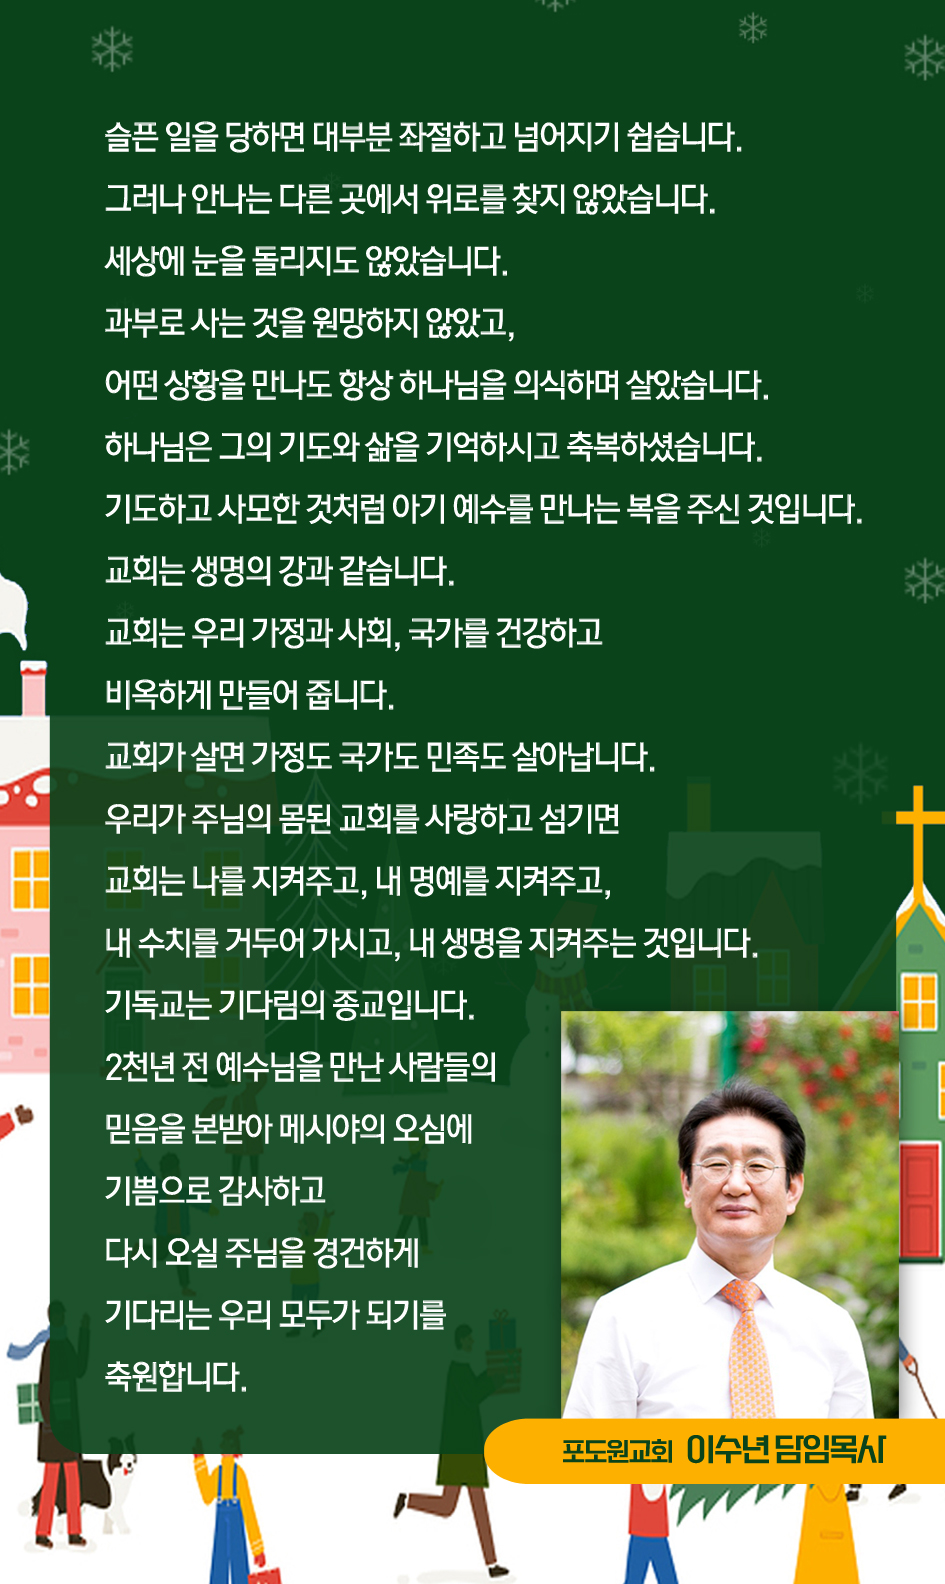 슬픈 일을 당하면 대부분 좌절하고 넘어지기 쉽습니다.
그러나 안나는 다른 곳에서 위로를 찾지 않았습니다.
세상에 눈을 돌리지도 않았습니다.
과부로 사는 것을 원망하지 않았고,
어떤 상황을 만나도 항상 하나님을 의식하며 살았습니다.
하나님은 그의 기도와 삶을 기억하시고 축복하셨습니다.
기도하고 사모한 것처럼 아기 예수를 만나는 복을 주신 것입니다.
교회는 생명의 강과 같습니다.
교회는 우리 가정과 사회, 국가를 건강하고
비옥하게 만들어 줍니다.
교회가 살면 가정도 국가도 민족도 살아납니다.
우리가 주님의 몸된 교회를 사랑하고 섬기면
교회는 나를 지켜주고, 내 명예를 지켜주고,
내 수치를 거두어 가시고, 내 생명을 지켜주는 것입니다.
기독교는 기다림의 종교입니다.
2천년 전 예수님을 만난 사람들의
믿음을 본받아 메시야의 오심에
기쁨으로 감사하고
다시 오실 주님을 경건하게
기다리는 우리 모두가 되기를
축원합니다.
포도원교회 이수년 담임목사